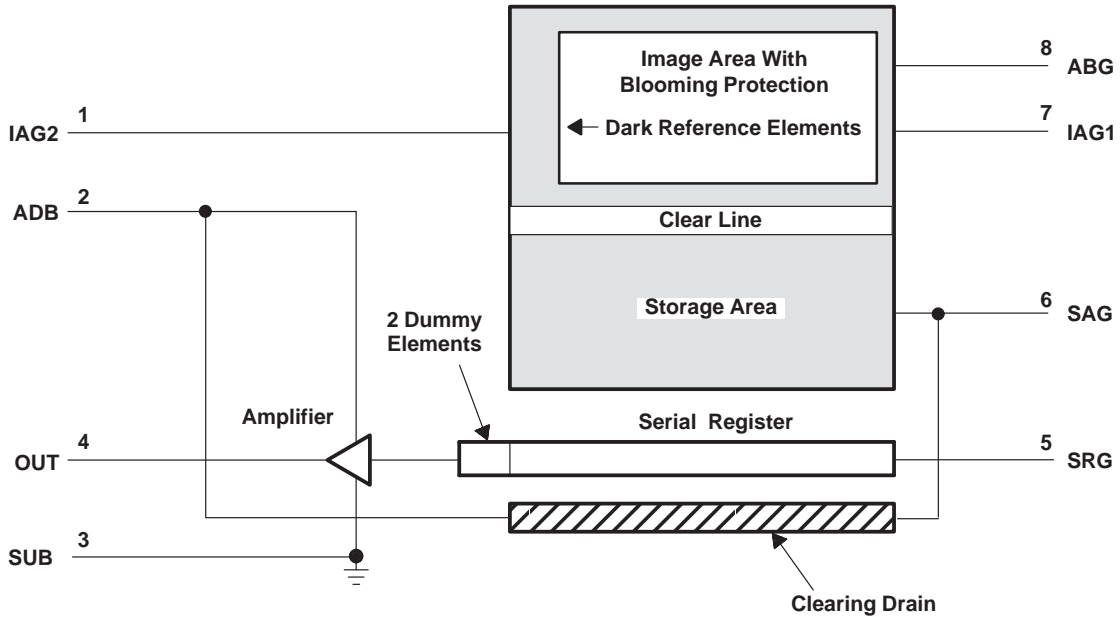 Image Area With
Blooming Protection
Dark Reference Elements
8
ABG
7
IAG1
1
IAG2
2
ADB
Clear Line
Storage Area
6
SAG
2 Dummy
Elements
Amplifier
Serial Register
4
OUT
5
SRG
3
SUB
Clearing Drain